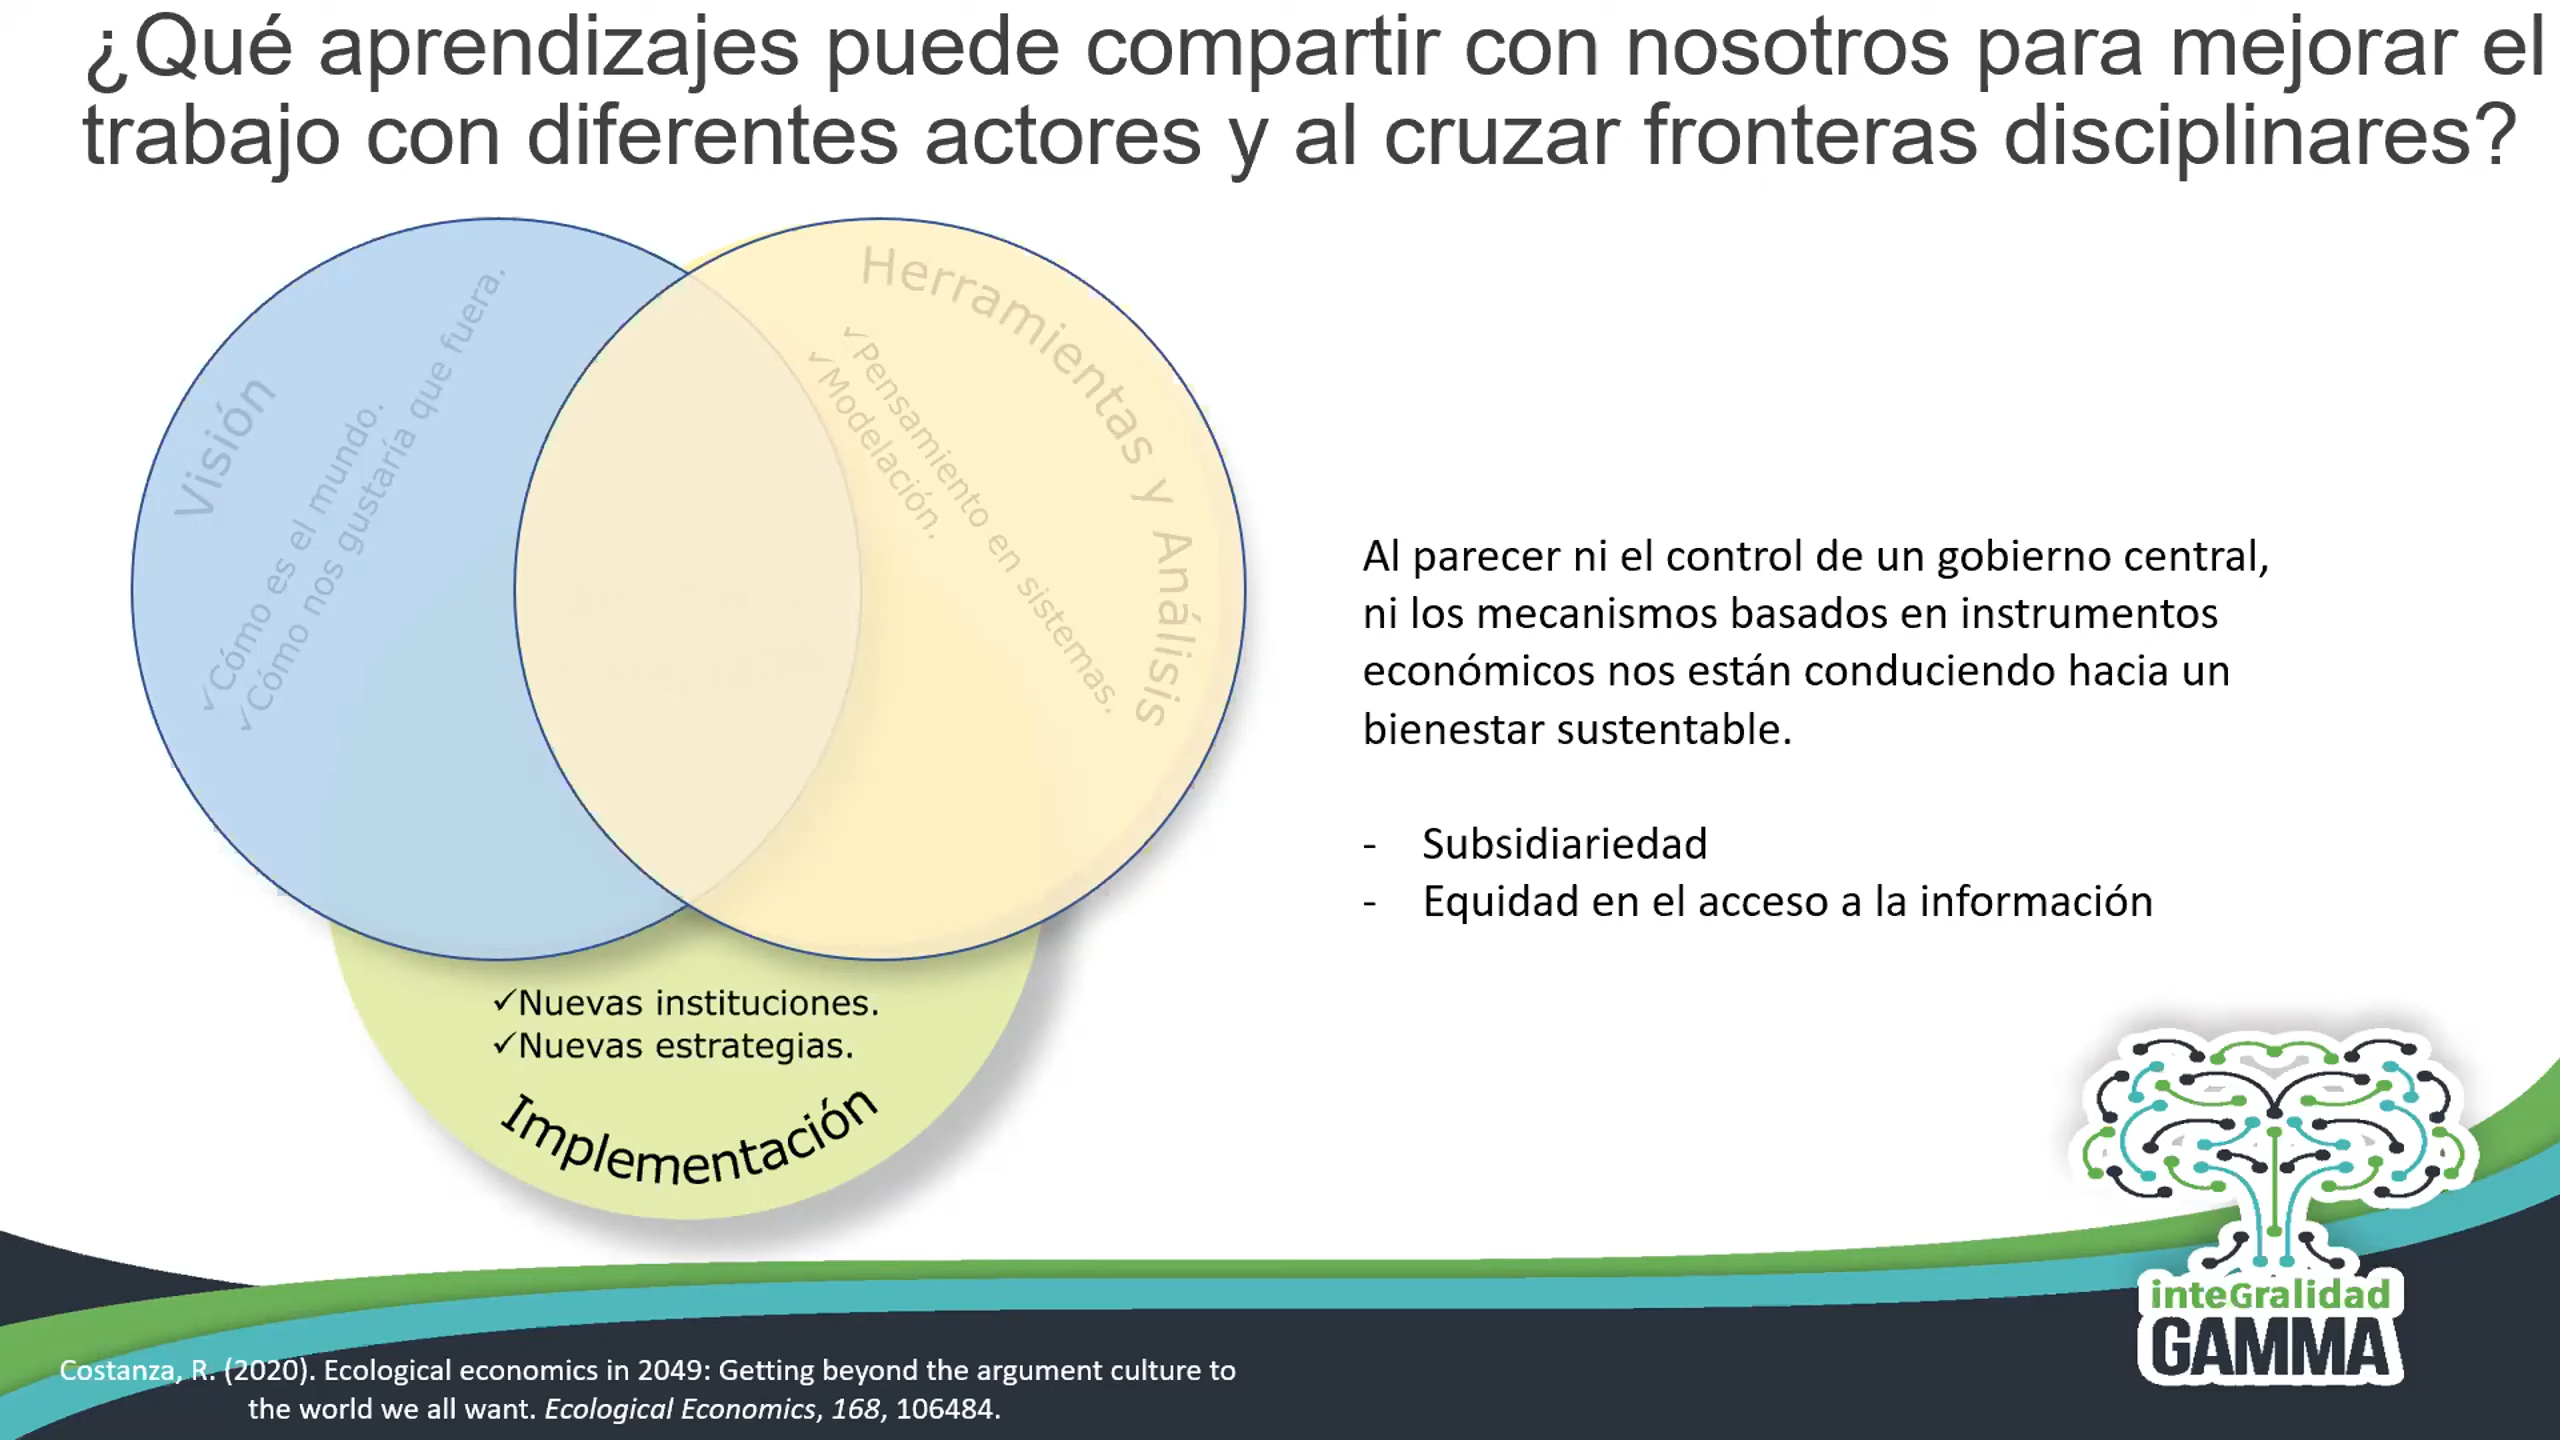 ¿Qué aprendizajes puede compartir con nosotros para mejorar el
trabajo con diferentes actores y al cruzar fronteras disciplinares?
Visión
✓Cómo es el mundo.
✓Cómo nos gustaría que fuera.
Herramientas y Análisis
✓Pensamiento en sistemas.
✓Modelación.
✓Nuevas instituciones.
✓Nuevas estrategias.
Implementación
Al parecer ni el control de un gobierno central,
ni los mecanismos basados en instrumentos
económicos nos están conduciendo hacia un
bienestar sustentable.
- Subsidiariedad
- Equidad en el acceso a la información
inteGralidad
GAMMA
Costanza, R. (2020). Ecological economics in 2049: Getting beyond the argument culture to
the world we all want. Ecological Economics, 168, 106484.